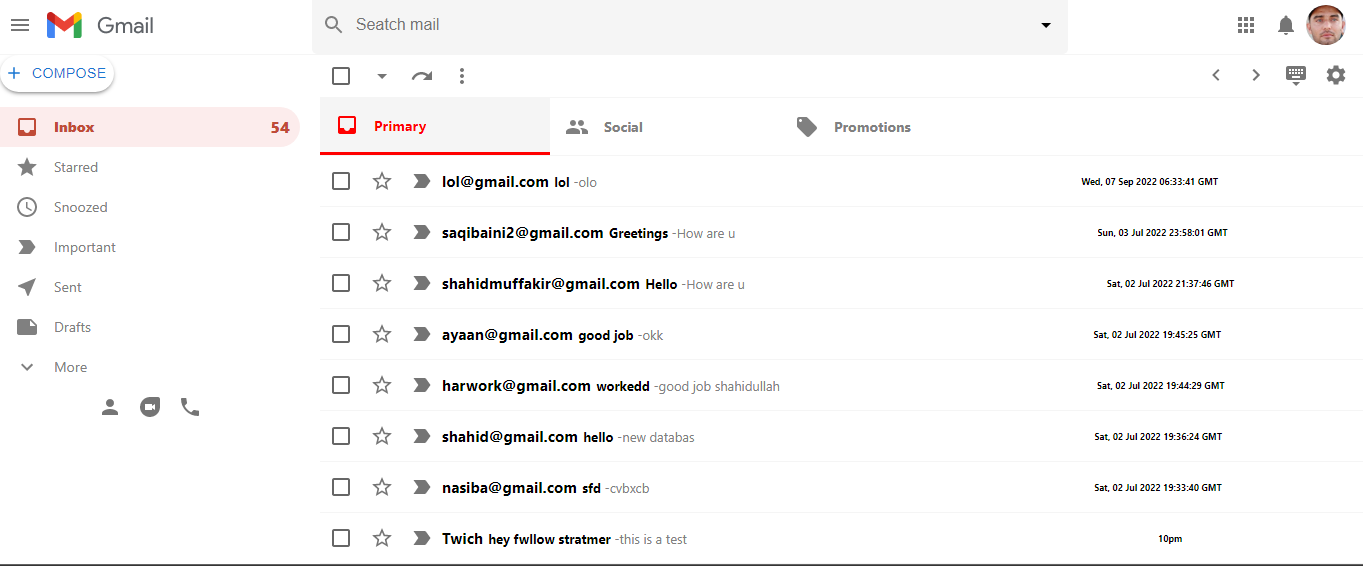 Gmail
Seatch mail
COMPOSE
Inbox 54
Starred
Snoozed
Important
Sent
Drafts
More
Primary Social Promotions
lol@gmail.com lol -olo Wed, 07 Sep 2022 06:33:41 GMT
saqibaini2@gmail.com Greetings -How are u Sun, 03 Jul 2022 23:58:01 GMT
shahidmuffakir@gmail.com Hello -How are u Sat, 02 Jul 2022 21:37:46 GMT
ayaan@gmail.com good job -okk Sat, 02 Jul 2022 19:45:25 GMT
harwork@gmail.com workedd -good job shahidullah Sat, 02 Jul 2022 19:44:29 GMT
shahid@gmail.com hello -new databas Sat, 02 Jul 2022 19:36:24 GMT
nasiba@gmail.com sfd -cvbxcb Sat, 02 Jul 2022 19:33:40 GMT
Twich hey fwllow stratmer -this is a test 10pm